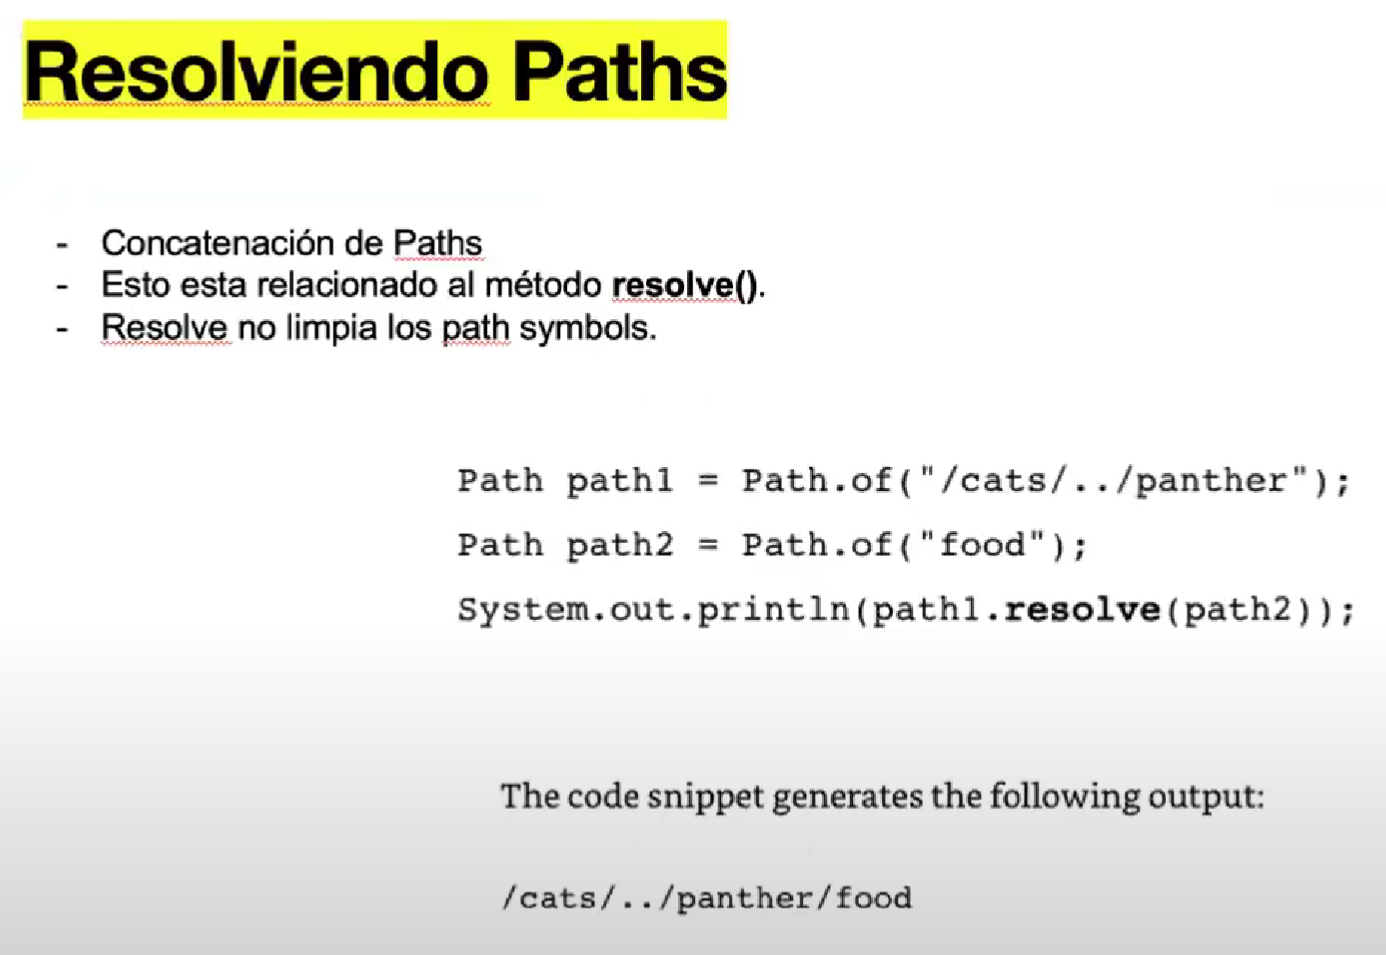 Resolviendo Paths
- Concatenación de Paths
- Esto esta relacionado al método resolve().
- Resolve no limpia los path symbols.
Path path1 = Path.of("/cats/../panther");
Path path2 = Path.of("food");
System.out.println(path1.resolve(path2));
The code snippet generates the following output:
/cats/../panther/food